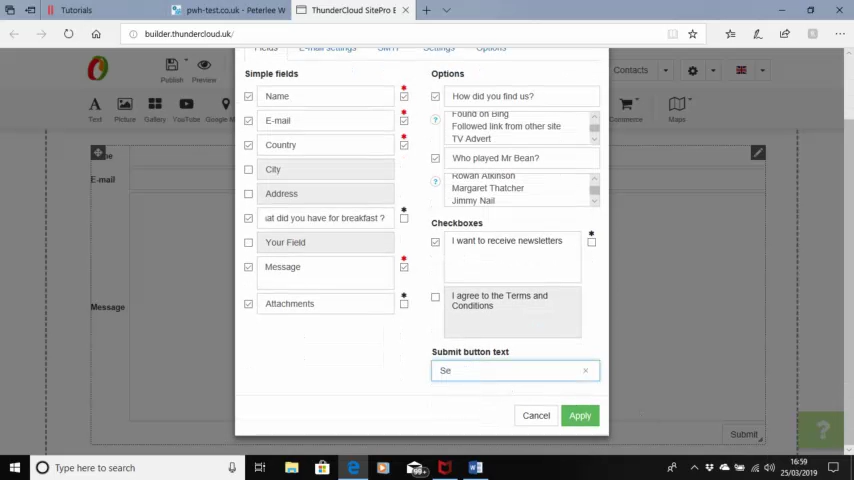 Tutorials
pwh-test.co.uk - Peterlee W
ThunderCloud SitePro E
builder.thundercloud.uk/
Publish
Preview
Contacts
Text
Picture
Gallery
YouTube
Google M
Maps
Fields
E-mail settings
SMTP
Settings
Options
Simple fields
Name
E-mail
Country
City
Address
at did you have for breakfast ?
Your Field
Message
Attachments
Options
How did you find us?
Found on Bing
Followed link from other site
TV Advert
Who played Mr Bean?
Rowan Atkinson
Margaret Thatcher
Jimmy Nail
Checkboxes
I want to receive newsletters
I agree to the Terms and
Conditions
Submit button text
Se
Cancel
Apply
E-mail
Message
Submit
?
Type here to search
99+
16:59
25/03/2019